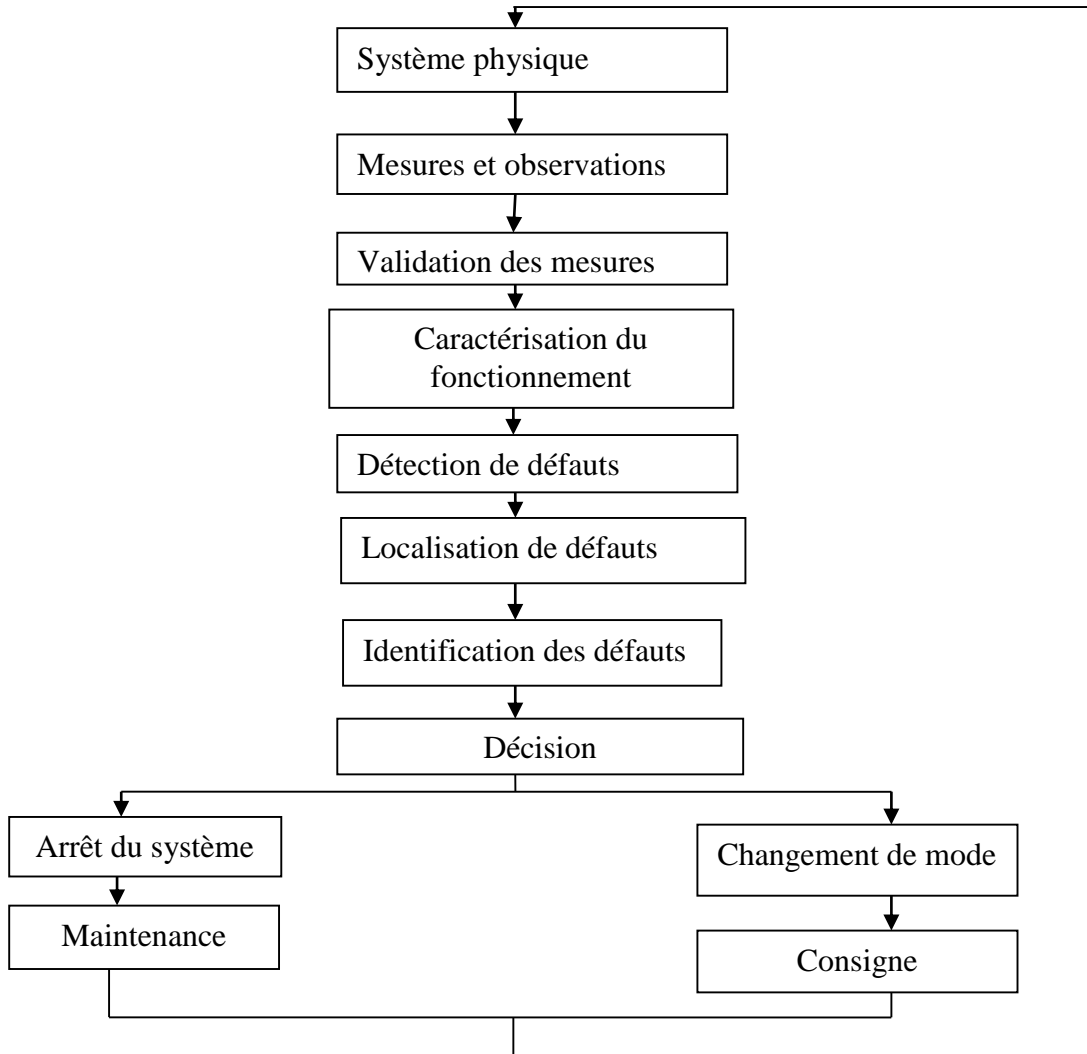 Système physique
Mesures et observations
Validation des mesures
Caractérisation du
fonctionnement
Détection de défauts
Localisation de défauts
Identification des défauts
Décision
Arrêt du système
Changement de mode
Maintenance
Consigne